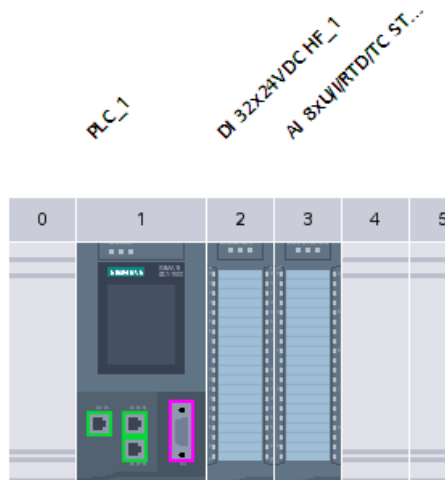 PLC_1
DI 32x24VDC HF_1
AI 8xU/I/RTD/TC ST...
0 1 2 3 4 5
SIEMENS